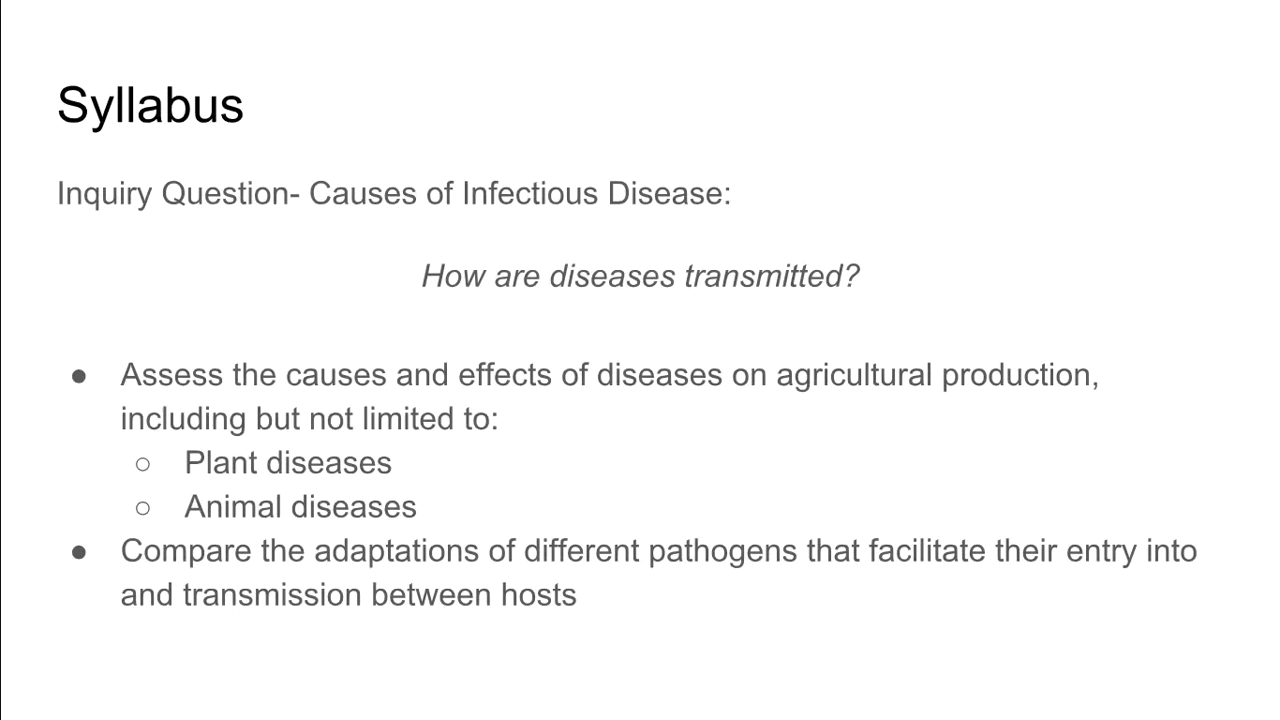 Syllabus
Inquiry Question- Causes of Infectious Disease:
How are diseases transmitted?
● Assess the causes and effects of diseases on agricultural production,
including but not limited to:
○ Plant diseases
○ Animal diseases
● Compare the adaptations of different pathogens that facilitate their entry into
and transmission between hosts